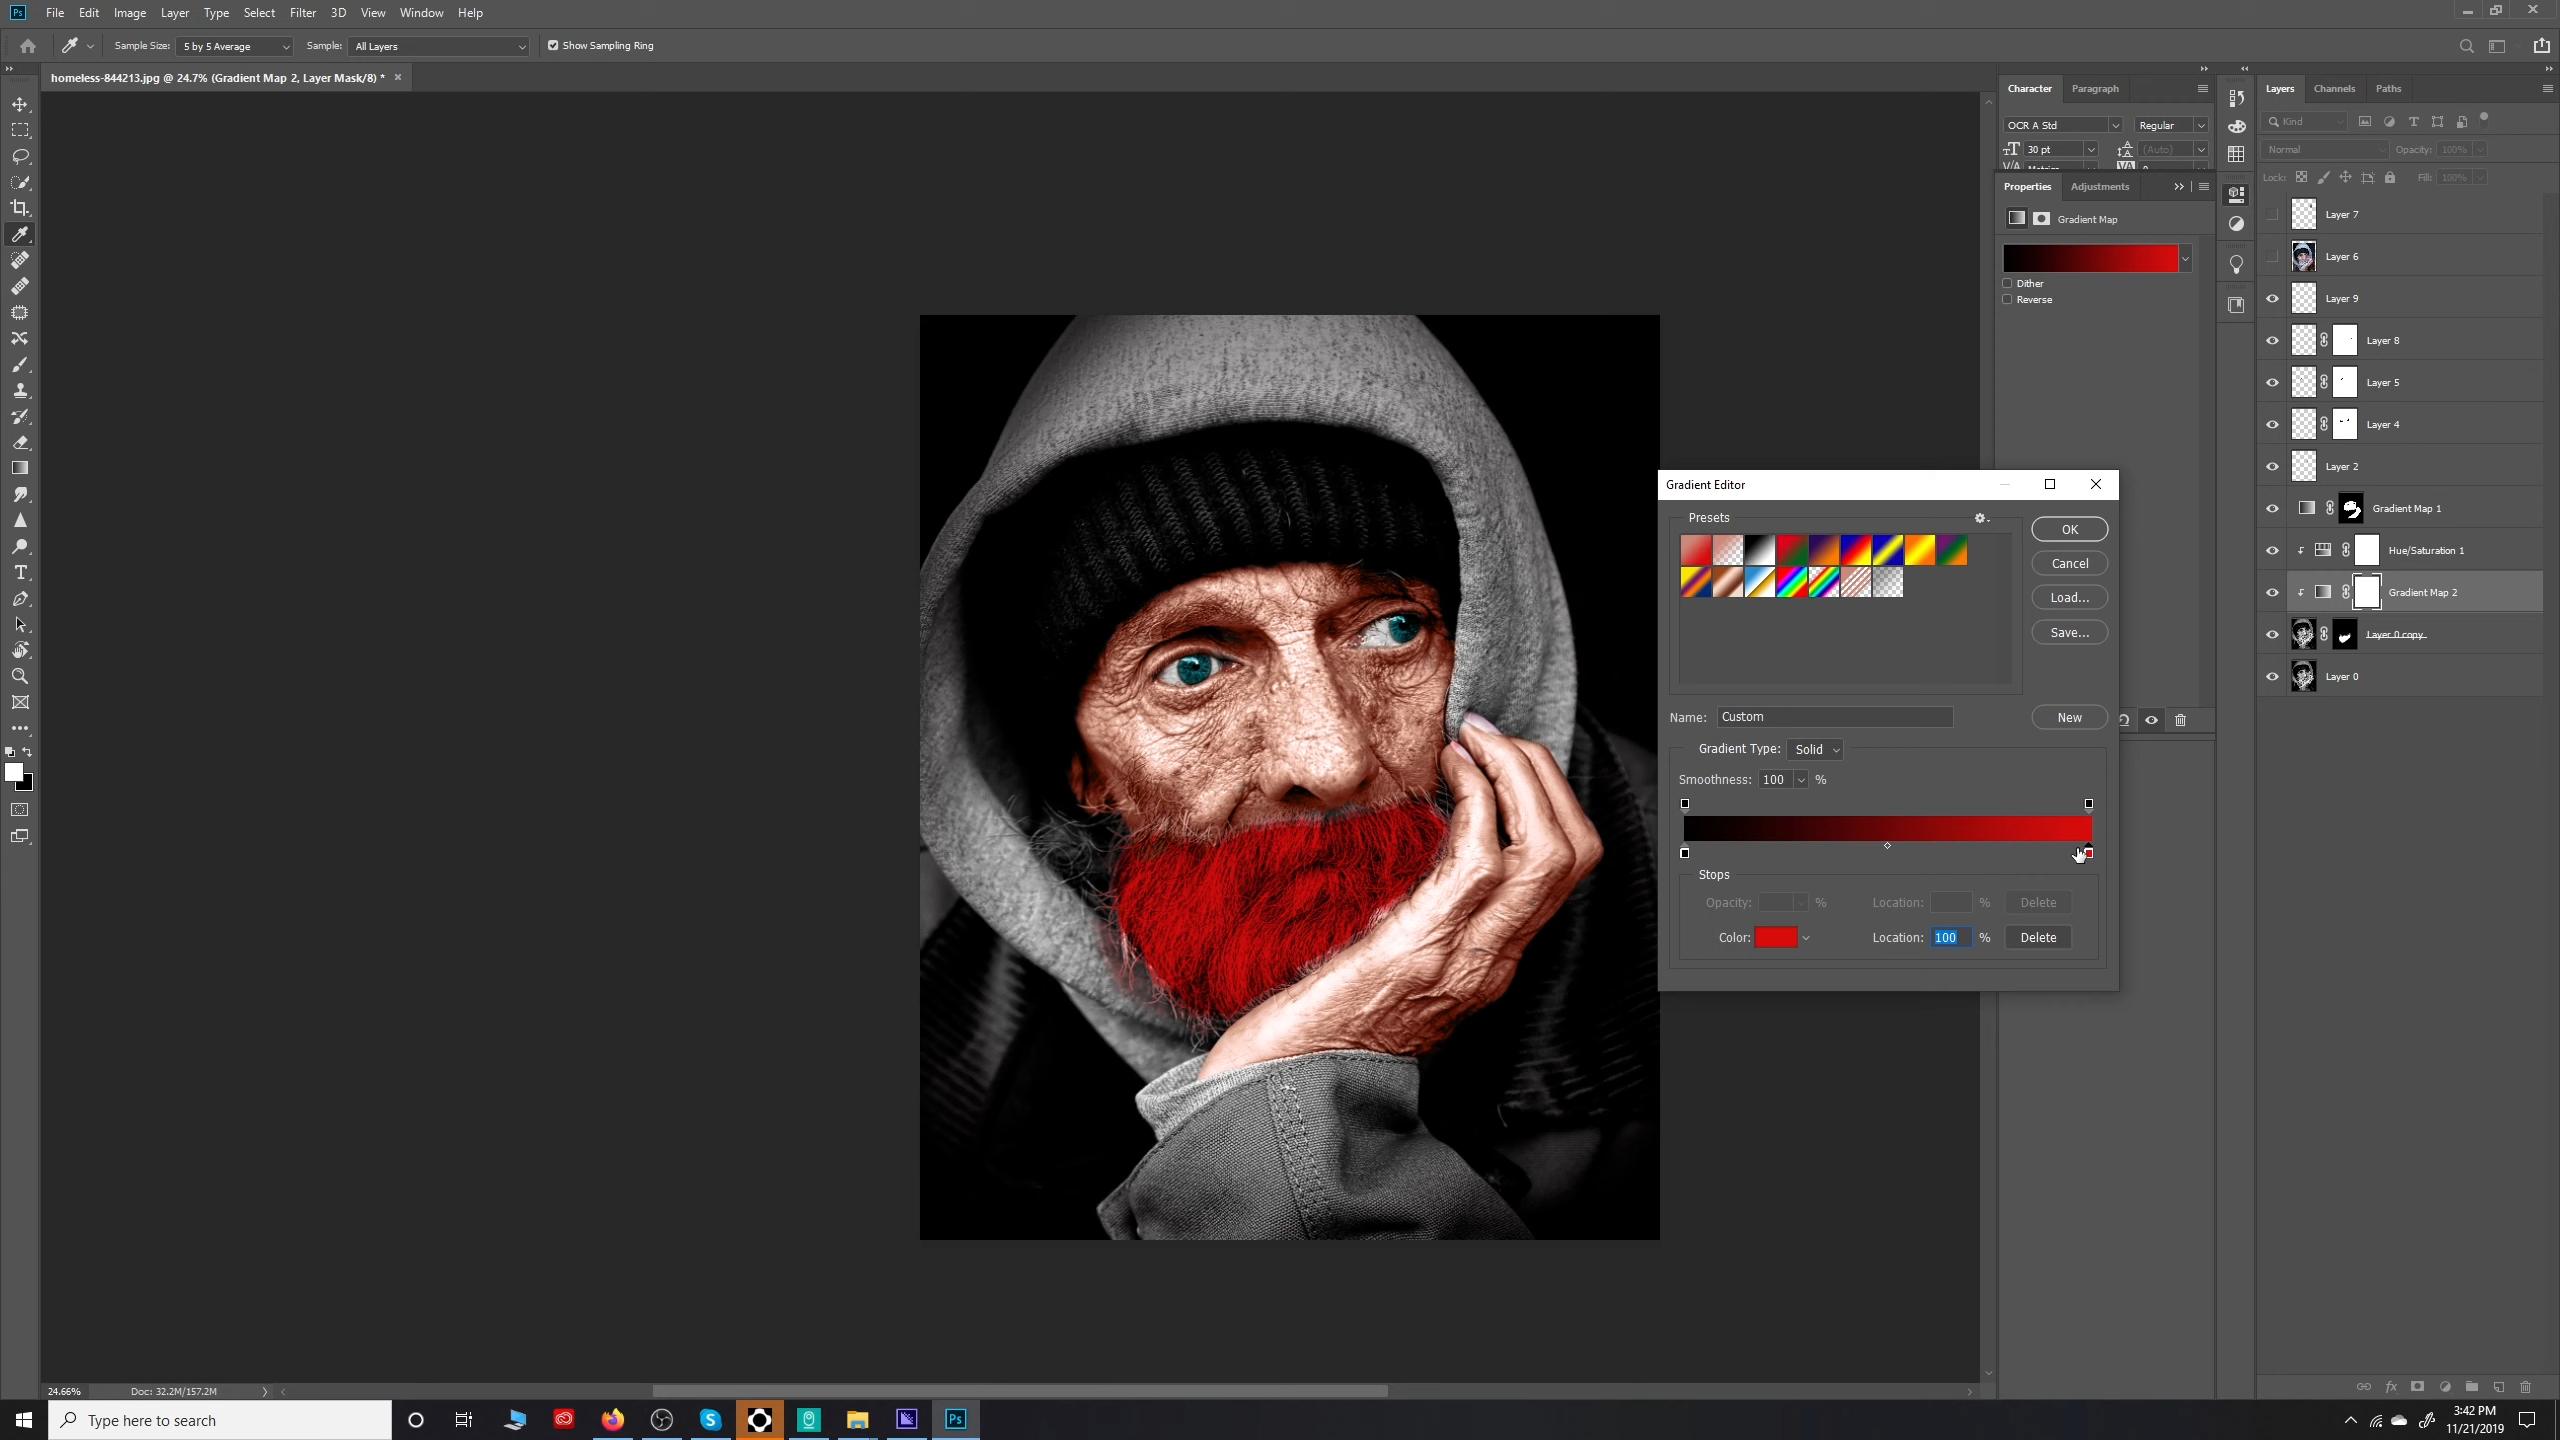 Ps File Edit Image Layer Type Select Filter 3D View Window Help
Sample Size: 5 by 5 Average Sample: All Layers Show Sampling Ring
homeless-844213.jpg @ 24.7% (Gradient Map 2, Layer Mask/8) *
Character Paragraph
OCR A Std Regular
30 pt (Auto)
Properties Adjustments
Gradient Map
Dither
Reverse
Layers Channels Paths
Kind
Normal Opacity: 100%
Lock: Fill: 100%
Layer 7
Layer 6
Layer 9
Layer 8
Layer 5
Layer 4
Layer 2
Gradient Map 1
Hue/Saturation 1
Gradient Map 2
Layer 0 copy
Layer 0
Gradient Editor
Presets
OK
Cancel
Load...
Save...
Name: Custom New
Gradient Type: Solid
Smoothness: 100 %
Stops
Opacity: % Location: % Delete
Color: Location: 100 % Delete
24.66% Doc: 32.2M/157.2M
Type here to search
Ps
3:42 PM
11/21/2019